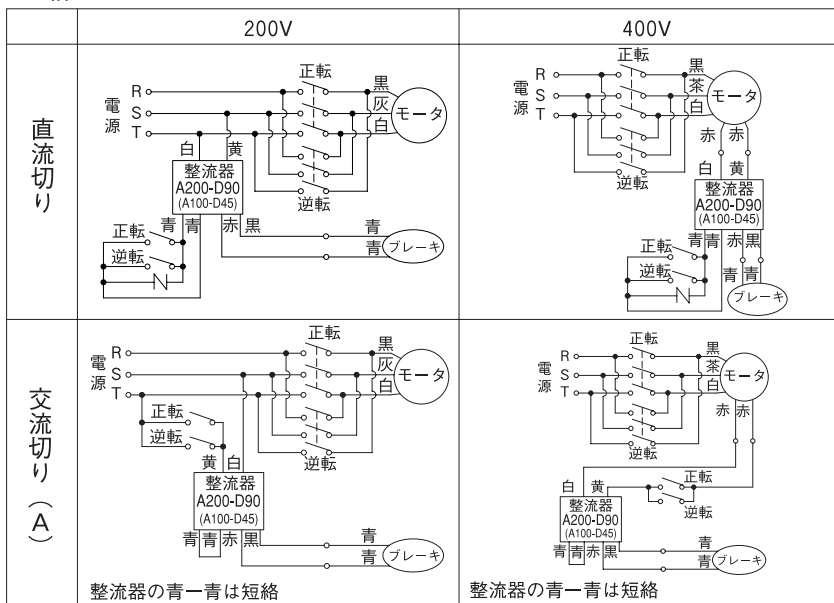 200V
400V
直流切り
正転
R
S
T
電源
黒
灰
白
モータ
白
黄
整流器
A200-D90
(A100-D45)
逆転
正転
逆転
青
青
赤
黒
N
青
青
ブレーキ
正転
R
S
T
電源
黒
茶
白
モータ
赤
赤
逆転
白
黄
整流器
A200-D90
(A100-D45)
正転
逆転
青
青
赤
黒
N
青
青
ブレーキ
交流切り(A)
正転
R
S
T
電源
黒
灰
白
モータ
正転
逆転
逆転
黄
白
整流器
A200-D90
(A100-D45)
青
青
赤
黒
青
青
ブレーキ
整流器の青ー青は短絡
正転
R
S
T
電源
黒
茶
白
モータ
赤
赤
逆転
白
黄
正転
逆転
整流器
A200-D90
(A100-D45)
青
青
赤
黒
青
青
ブレーキ
整流器の青ー青は短絡